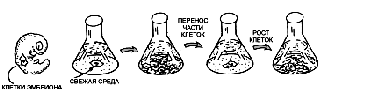 ПЕРЕНОС
ЧАСТИ
КЛЕТОК
РОСТ
КЛЕТОК
СВЕЖАЯ СРЕДА
КЛЕТКИ ЭМБРИОНА